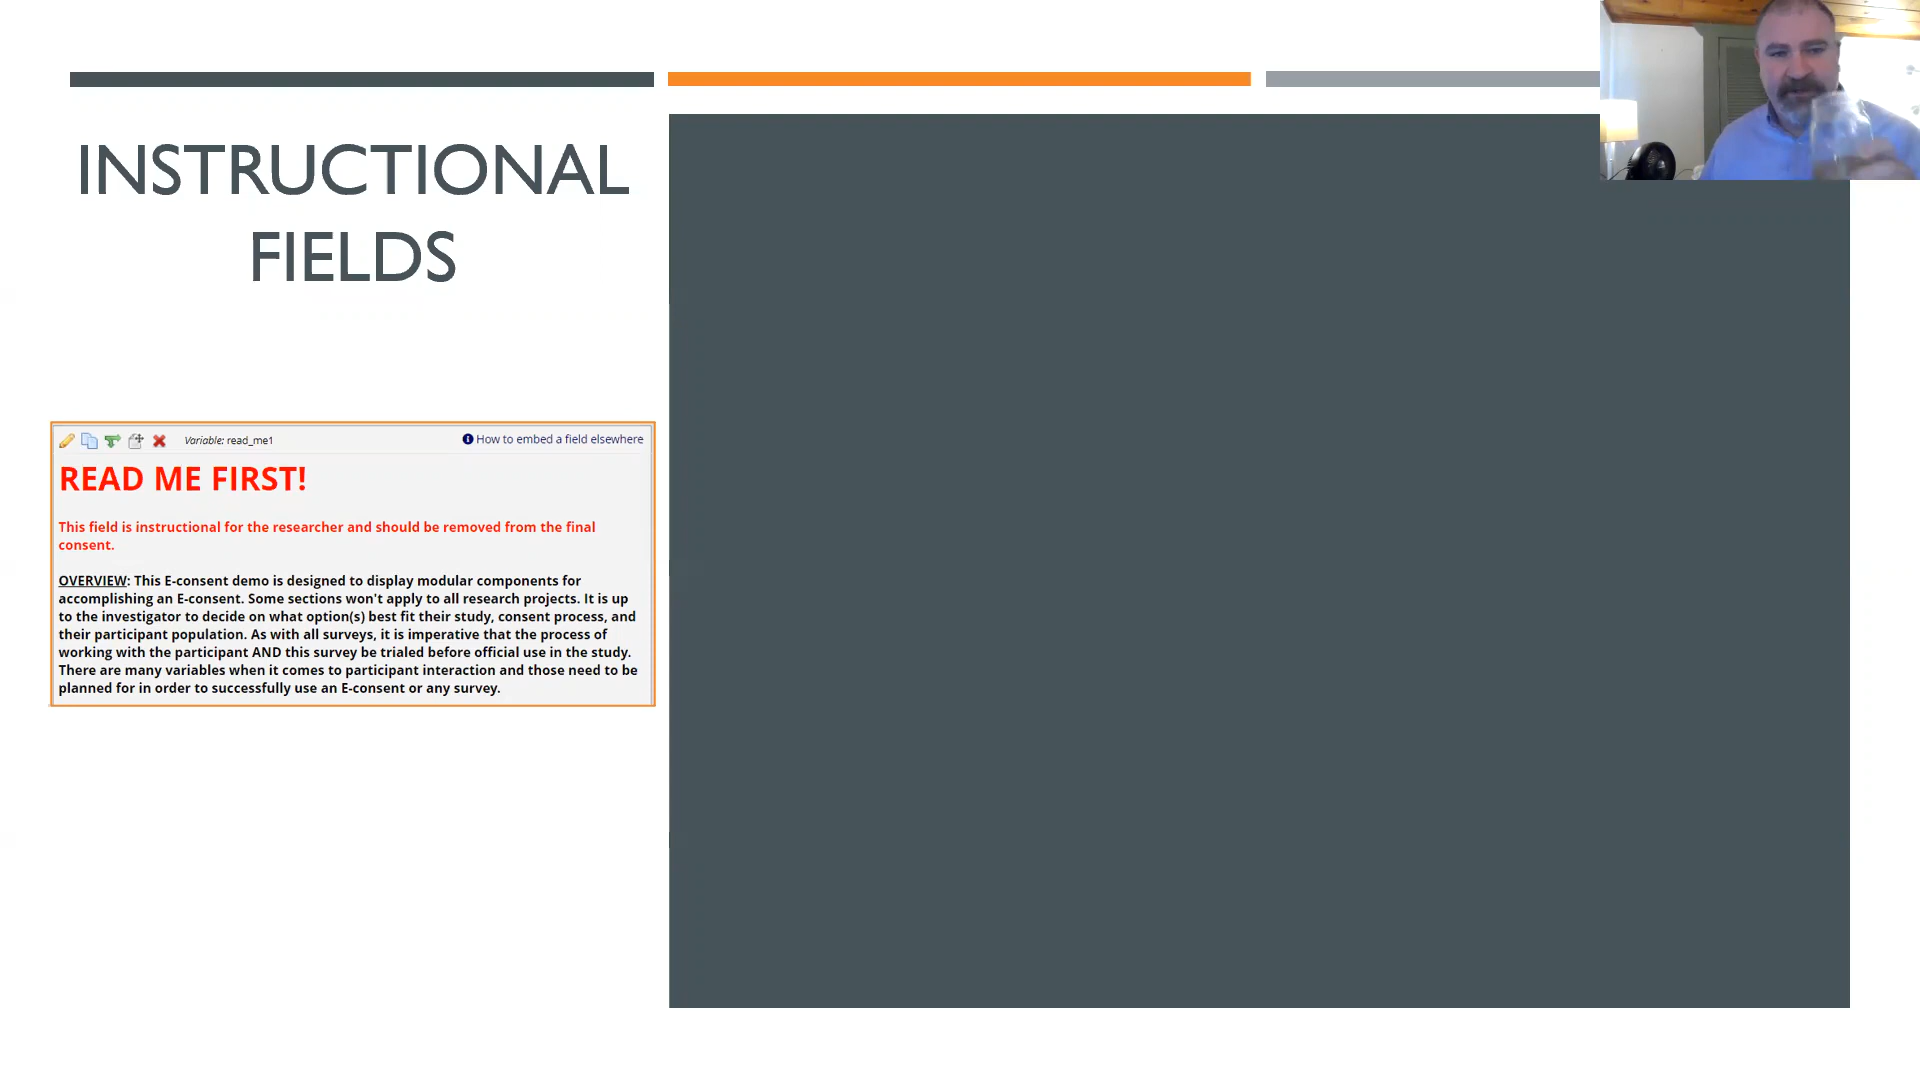 INSTRUCTIONAL
FIELDS
Variable: read_me1
How to embed a field elsewhere
READ ME FIRST!
This field is instructional for the researcher and should be removed from the final
consent.
OVERVIEW: This E-consent demo is designed to display modular components for
accomplishing an E-consent. Some sections won't apply to all research projects. It is up
to the investigator to decide on what option(s) best fit their study, consent process, and
their participant population. As with all surveys, it is imperative that the process of
working with the participant AND this survey be trialed before official use in the study.
There are many variables when it comes to participant interaction and those need to be
planned for in order to successfully use an E-consent or any survey.